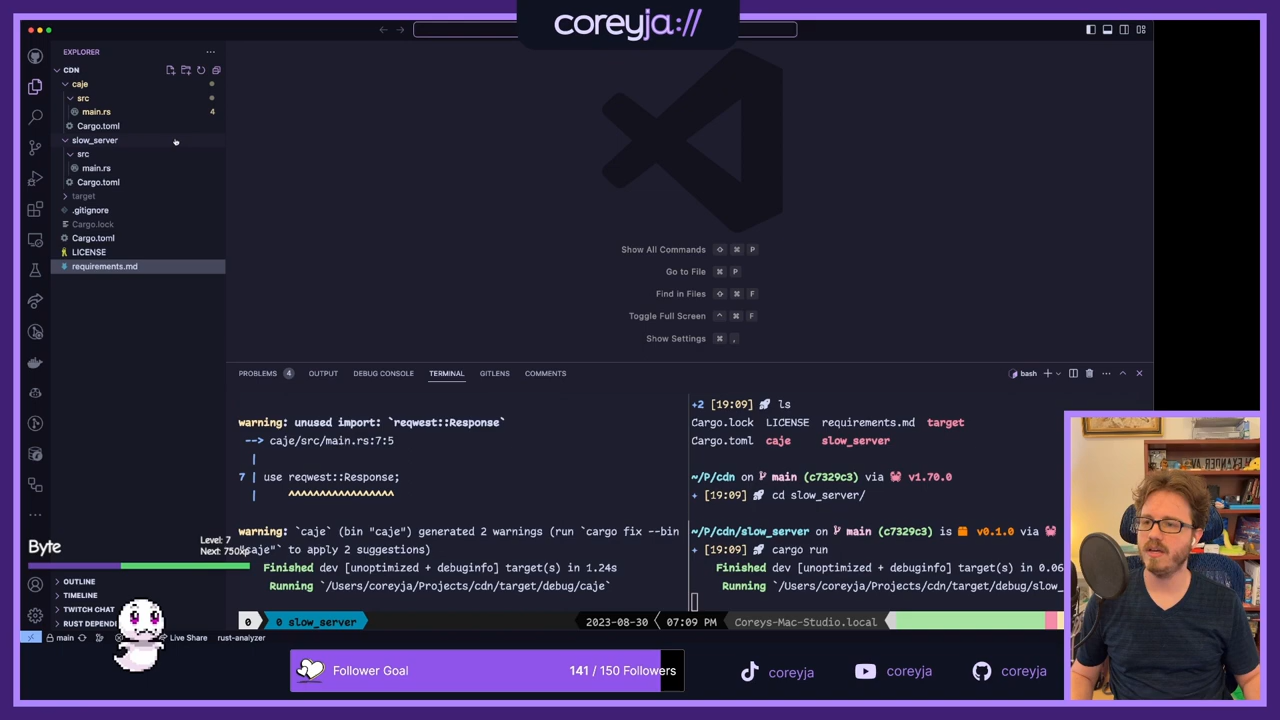 coreyja://
EXPLORER
CDN
caje
src
main.rs
4
Cargo.toml
slow_server
src
main.rs
Cargo.toml
target
.gitignore
Cargo.lock
Cargo.toml
LICENSE
requirements.md
Show All Commands ⇧ ⌘ P
Go to File ⌘ P
Find in Files ⇧ ⌘ F
Toggle Full Screen ^ ⌘ F
Show Settings ⌘ ,
PROBLEMS 4 OUTPUT DEBUG CONSOLE TERMINAL GITLENS COMMENTS
bash
warning: unused import: `reqwest::Response`
--> caje/src/main.rs:7:5
|
7 | use reqwest::Response;
| ^^^^^^^^^^^^^^^^^
warning: `caje` (bin "caje") generated 2 warnings (run `cargo fix --bin
"caje"` to apply 2 suggestions)
Finished dev [unoptimized + debuginfo] target(s) in 1.24s
Running `/Users/coreyja/Projects/cdn/target/debug/caje`
+2 [19:09] 🚀 ls
Cargo.lock LICENSE requirements.md target
Cargo.toml caje slow_server
~/P/cdn on main (c7329c3) via 🦀 v1.70.0
+ [19:09] 🚀 cd slow_server/
~/P/cdn/slow_server on main (c7329c3) is 📦 v0.1.0 via 🦀
+ [19:09] 🚀 cargo run
Finished dev [unoptimized + debuginfo] target(s) in 0.06
Running `/Users/coreyja/Projects/cdn/target/debug/slow_
0 0 slow_server 2023-08-30 07:09 PM Coreys-Mac-Studio.local
Byte
Level: 7
Next: 750
OUTLINE
TIMELINE
TWITCH CHAT
RUST DEPEND
main
Live Share
rust-analyzer
Follower Goal 141 / 150 Followers
coreyja
coreyja
coreyja